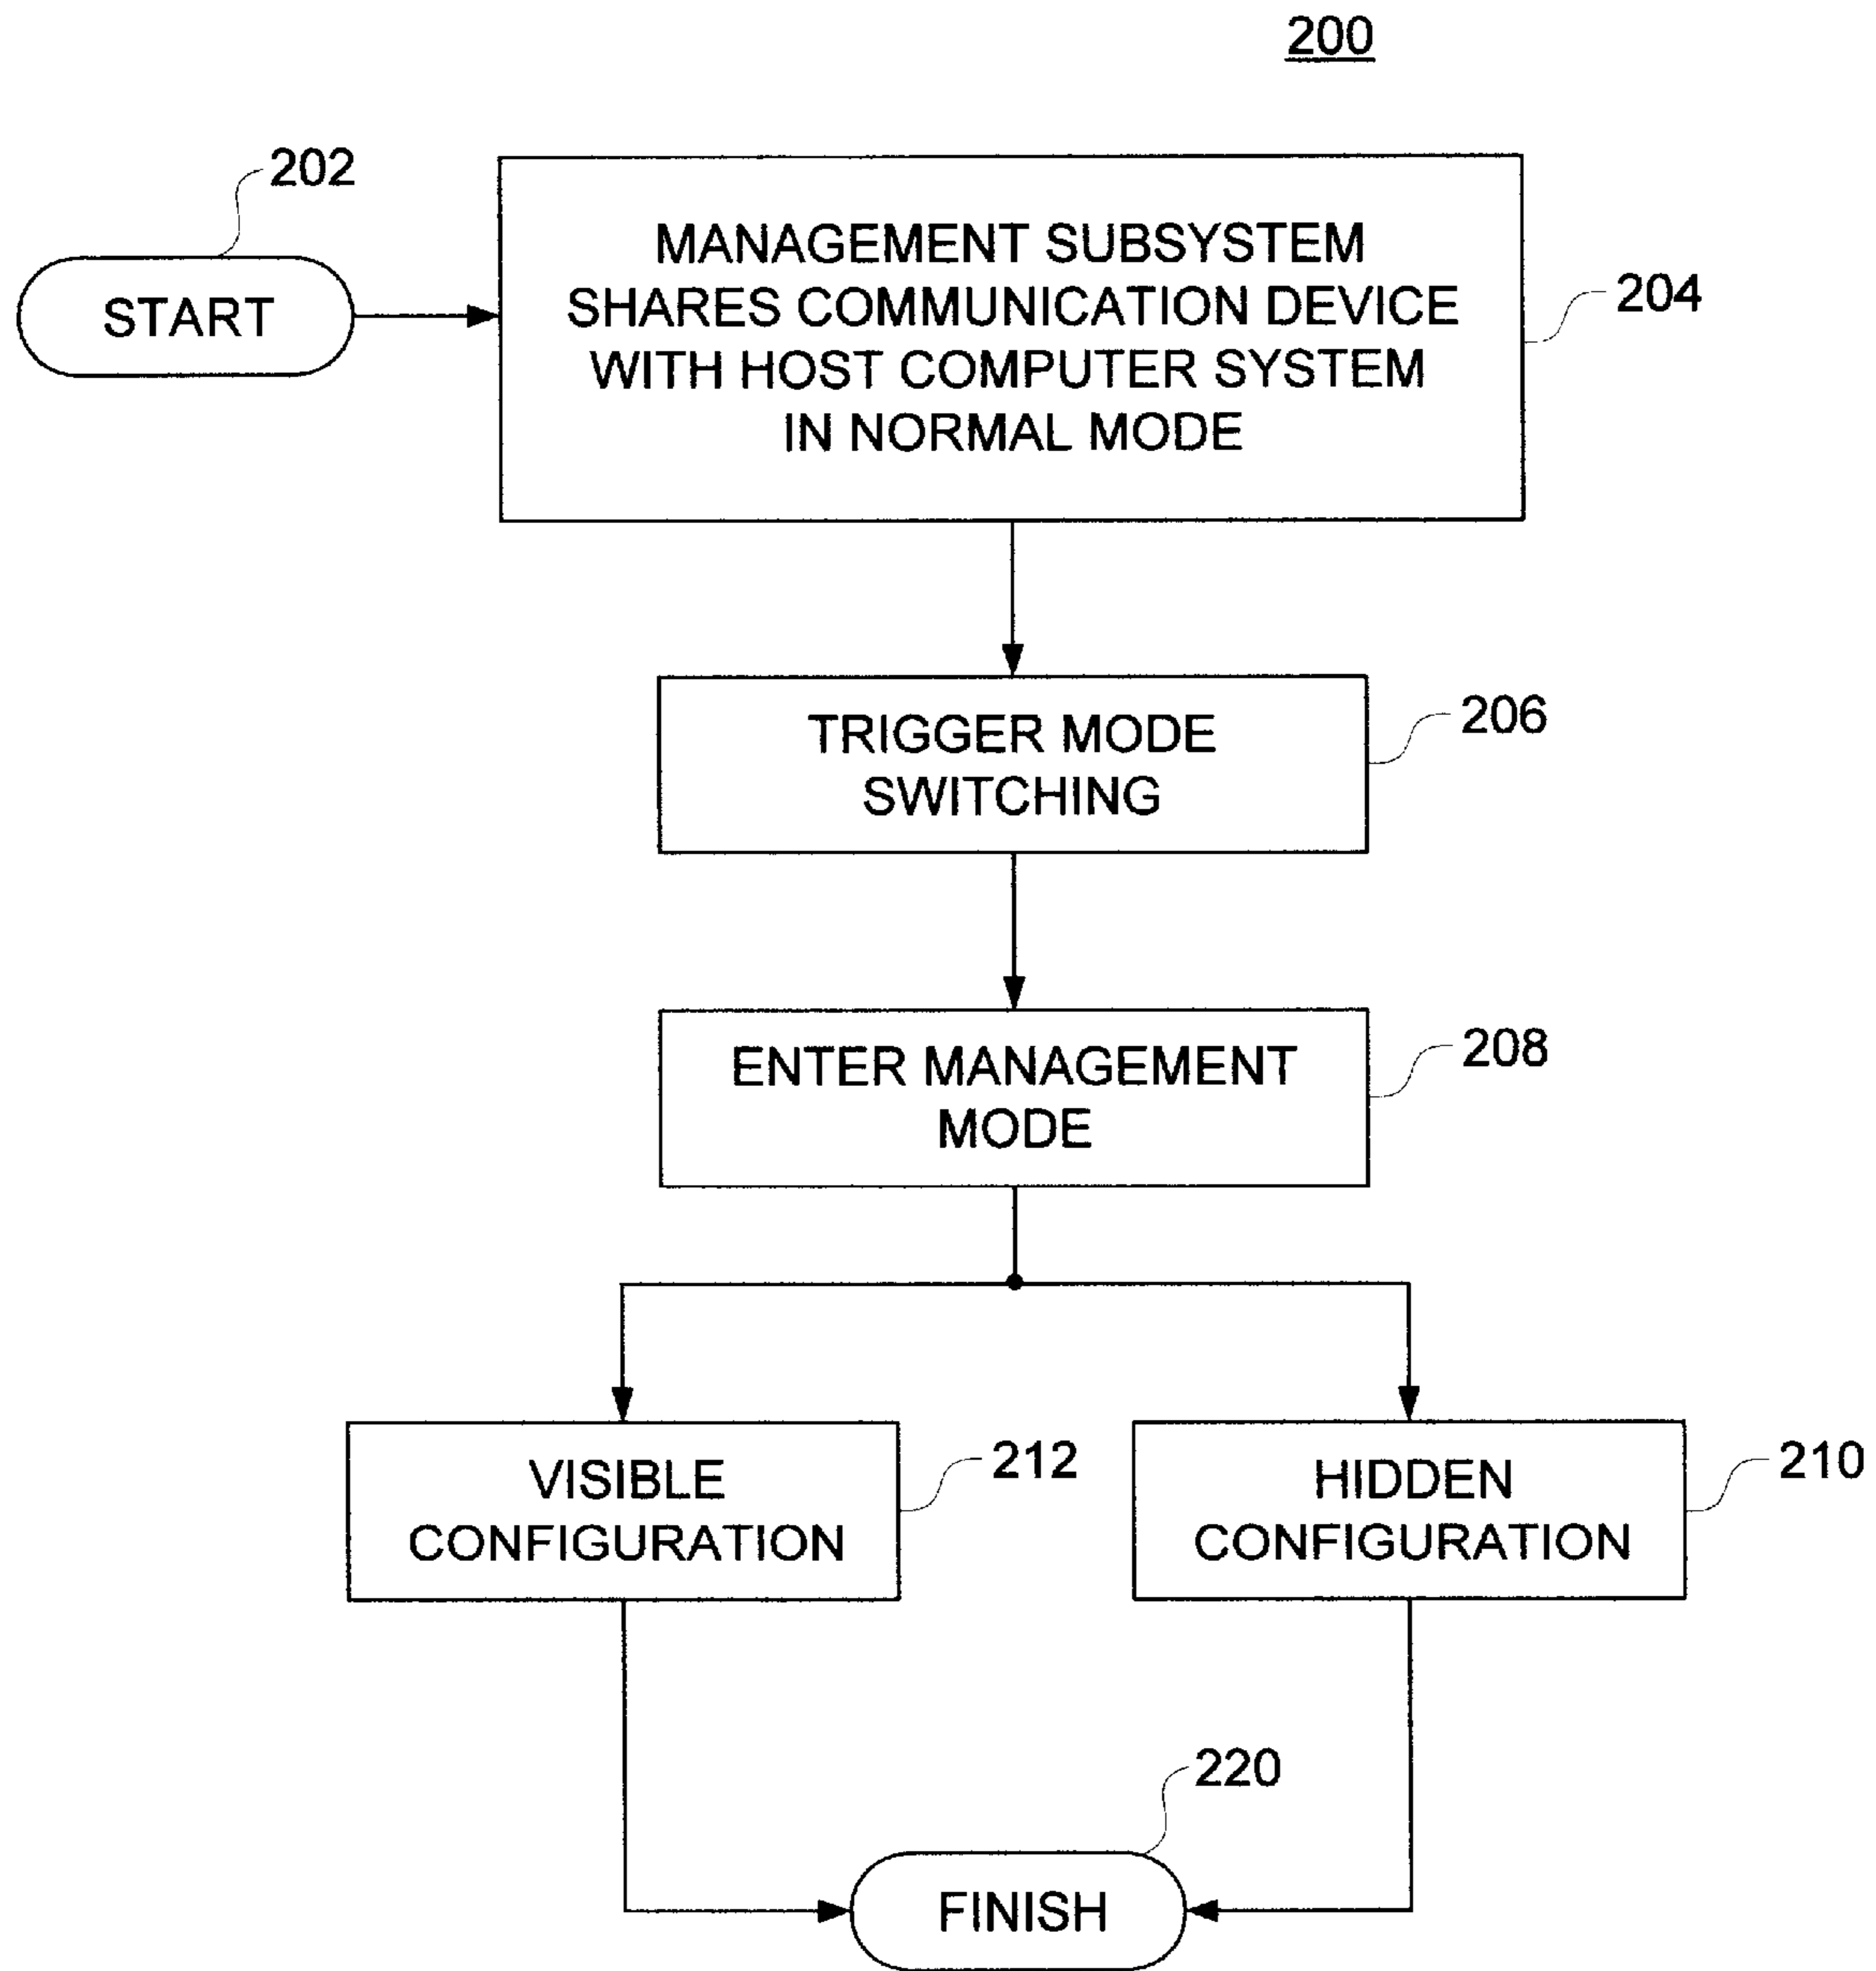 200
202
START
MANAGEMENT SUBSYSTEM
SHARES COMMUNICATION DEVICE
WITH HOST COMPUTER SYSTEM
IN NORMAL MODE
204
TRIGGER MODE
SWITCHING
206
ENTER MANAGEMENT
MODE
208
VISIBLE
CONFIGURATION
212
HIDDEN
CONFIGURATION
210
220
FINISH